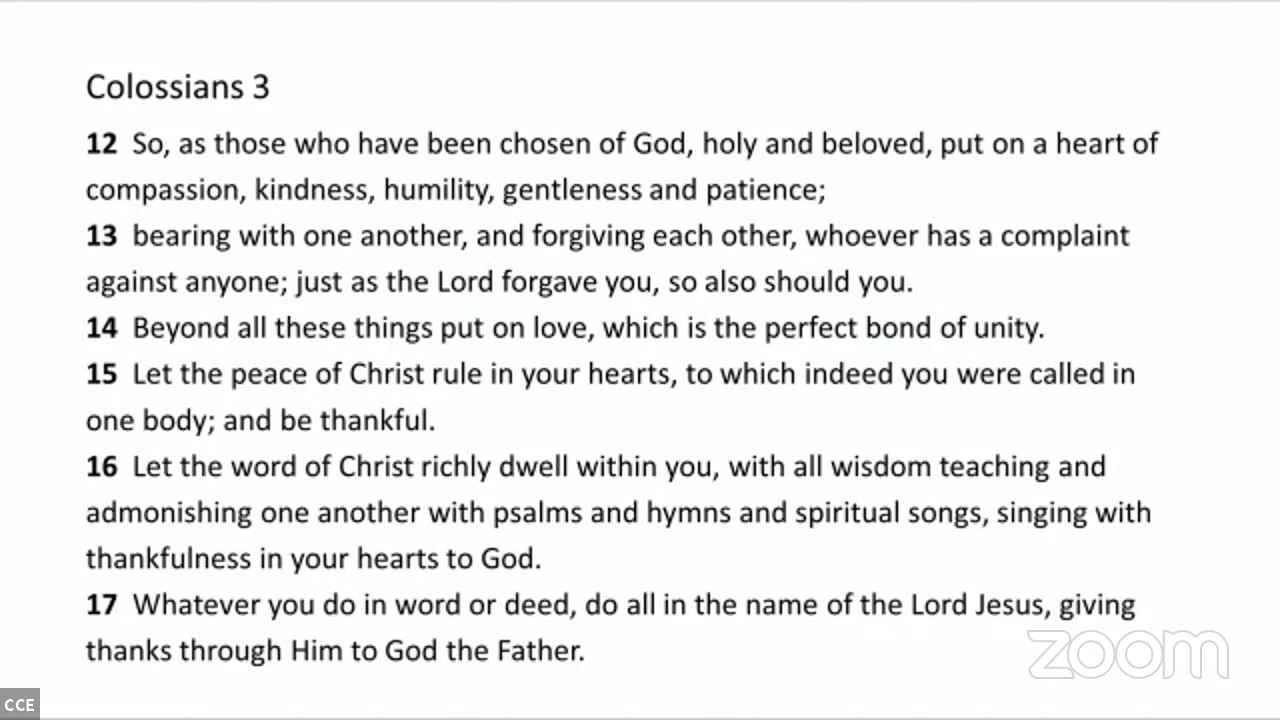 Colossians 3
12 So, as those who have been chosen of God, holy and beloved, put on a heart of
compassion, kindness, humility, gentleness and patience;
13 bearing with one another, and forgiving each other, whoever has a complaint
against anyone; just as the Lord forgave you, so also should you.
14 Beyond all these things put on love, which is the perfect bond of unity.
15 Let the peace of Christ rule in your hearts, to which indeed you were called in
one body; and be thankful.
16 Let the word of Christ richly dwell within you, with all wisdom teaching and
admonishing one another with psalms and hymns and spiritual songs, singing with
thankfulness in your hearts to God.
17 Whatever you do in word or deed, do all in the name of the Lord Jesus, giving
thanks through Him to God the Father.
zoom
CCE